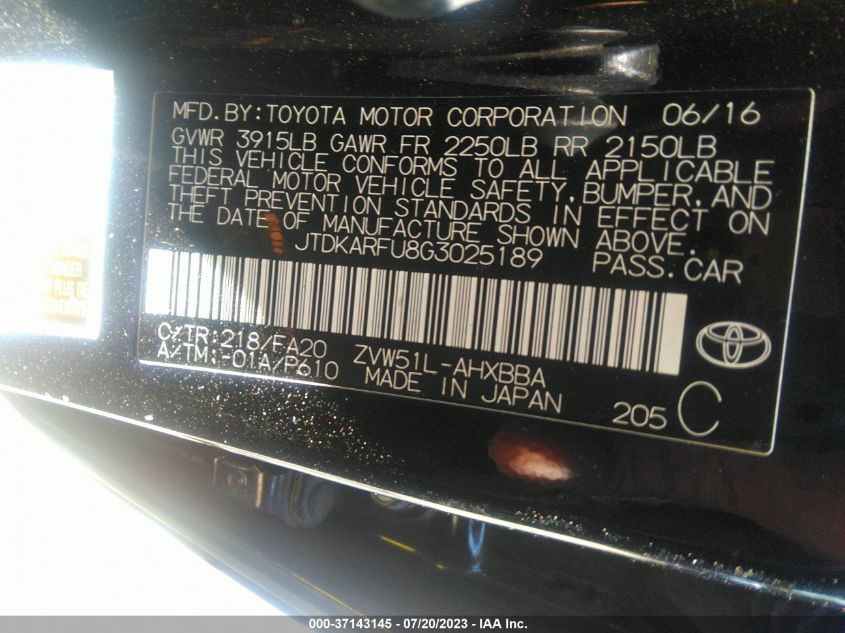 MFD.BY:TOYOTA MOTOR CORPORATION 06/16
GVWR 3915LB GAWR FR 2250LB RR 2150LB
THIS VEHICLE CONFORMS TO ALL APPLICABLE
FEDERAL MOTOR VEHICLE SAFETY,BUMPER,AND
THEFT PREVENTION STANDARDS IN EFFECT ON
THE DATE OF MANUFACTURE SHOWN ABOVE.
JTDKARFU8G3025189 PASS.CAR
C/TR:218/FA20 ZVW51L-AHXBBA
A/TM:-01A/P610 MADE IN JAPAN 205 C
000-37143145 - 07/20/2023 - IAA Inc.